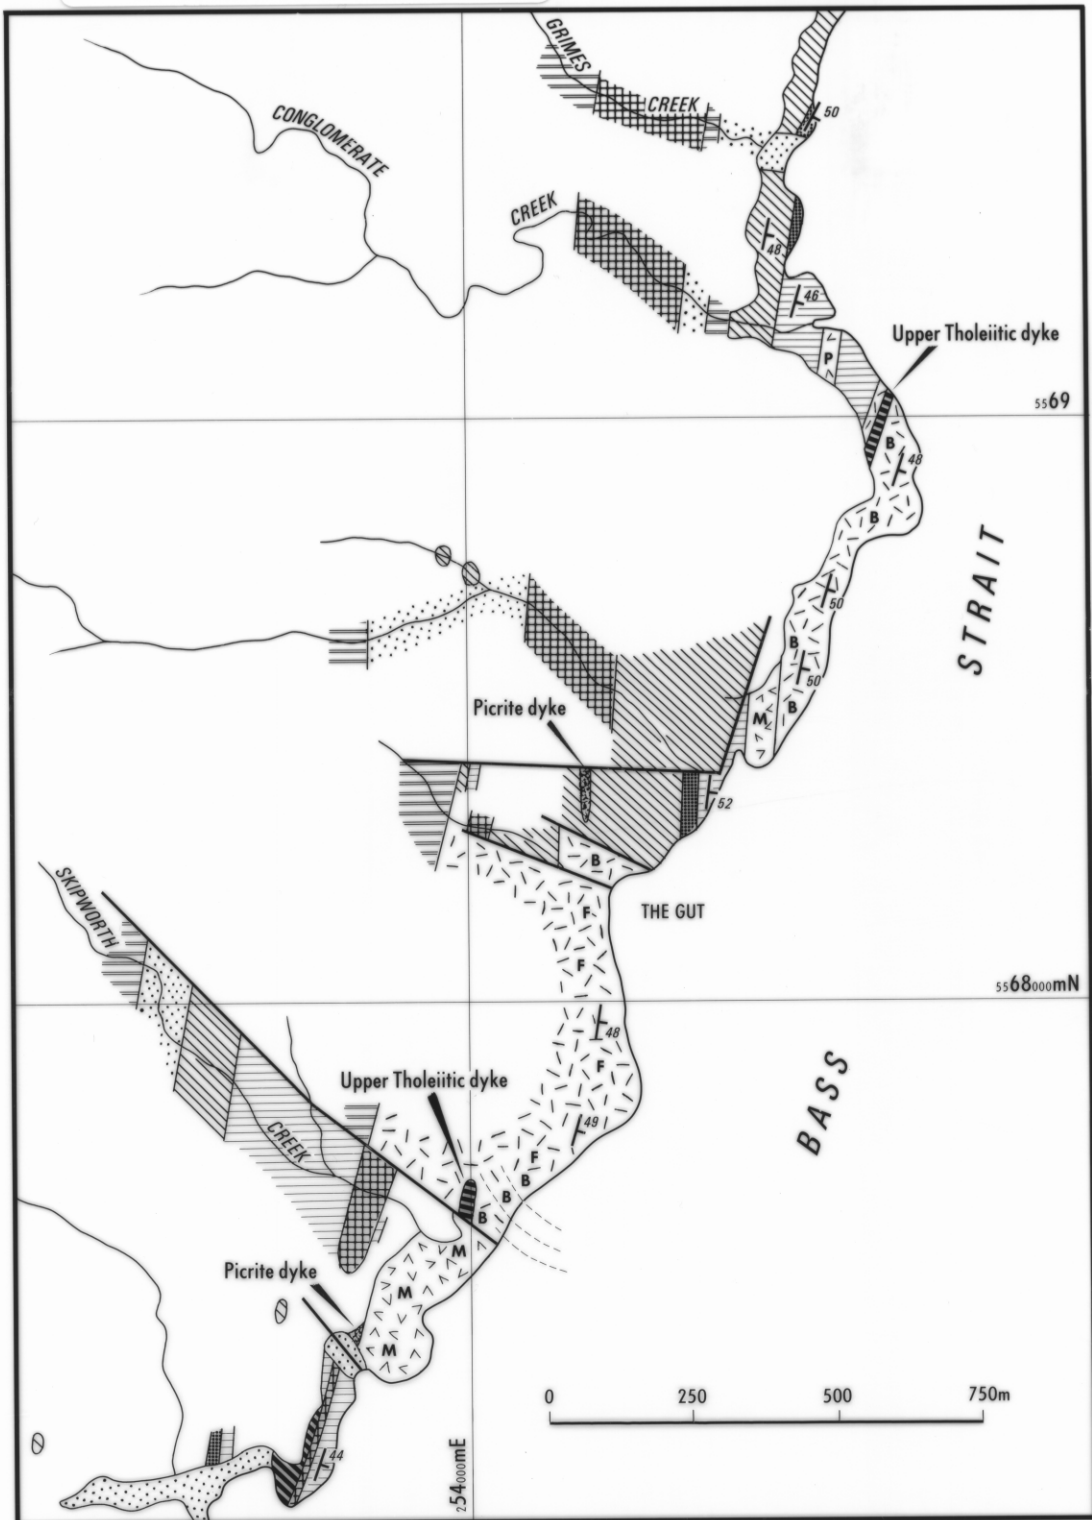 GRIMES
CREEK
50
CONGLOMERATE
CREEK
48
46
Upper Tholeiitic dyke
P
5569
B
48
B
STRAIT
50
B
50
Picrite dyke
M
B
52
B
SKIPWORTH
F
THE GUT
F
5568000mN
48
F
Upper Tholeiitic dyke
BASS
49
CREEK
F
B
B
B
M
Picrite dyke
M
M
0 250 500 750m
254000mE
44